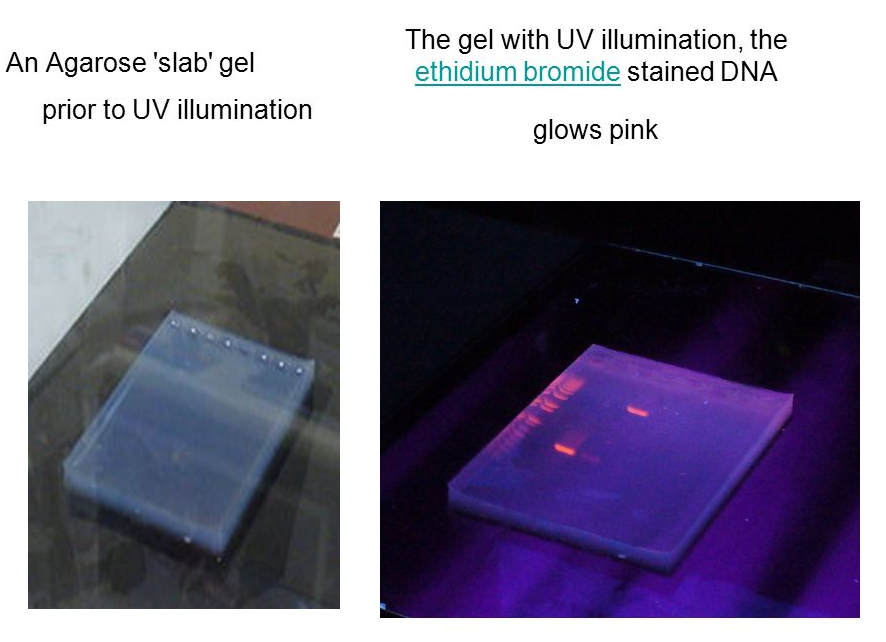 An Agarose 'slab' gel
prior to UV illumination
The gel with UV illumination, the
ethidium bromide stained DNA
glows pink